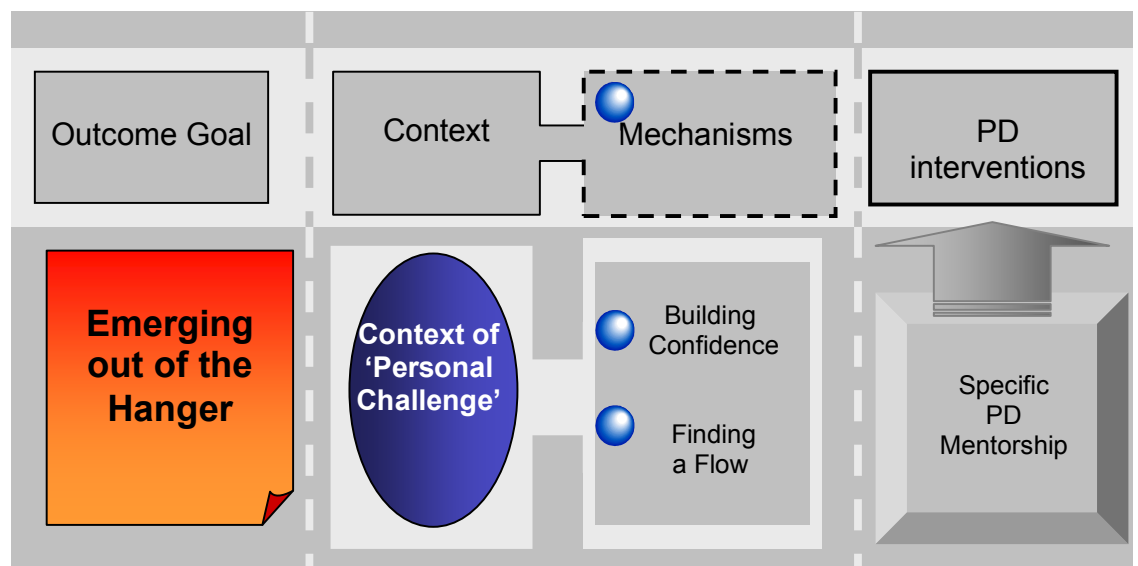 Outcome Goal
Context
Mechanisms
PD
interventions
Emerging
out of the
Hanger
Context of
‘Personal
Challenge’
Building
Confidence
Finding
a Flow
Specific
PD
Mentorship